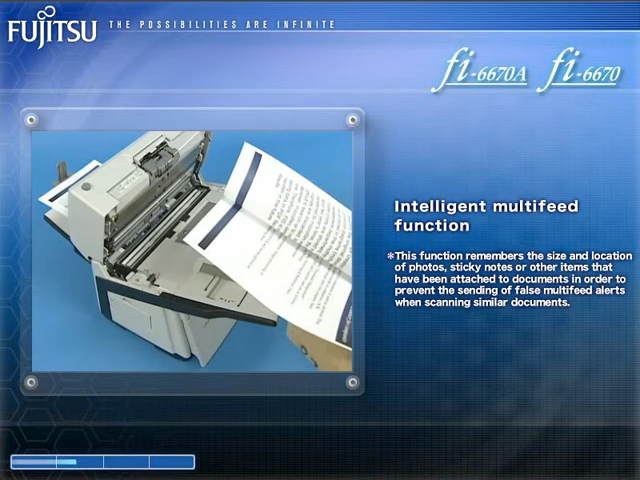 FUJITSU THE POSSIBILITIES ARE INFINITE
fi-6670A fi-6670
Intelligent multifeed
function
*This function remembers the size and location
of photos, sticky notes or other items that
have been attached to documents in order to
prevent the sending of false multifeed alerts
when scanning similar documents.